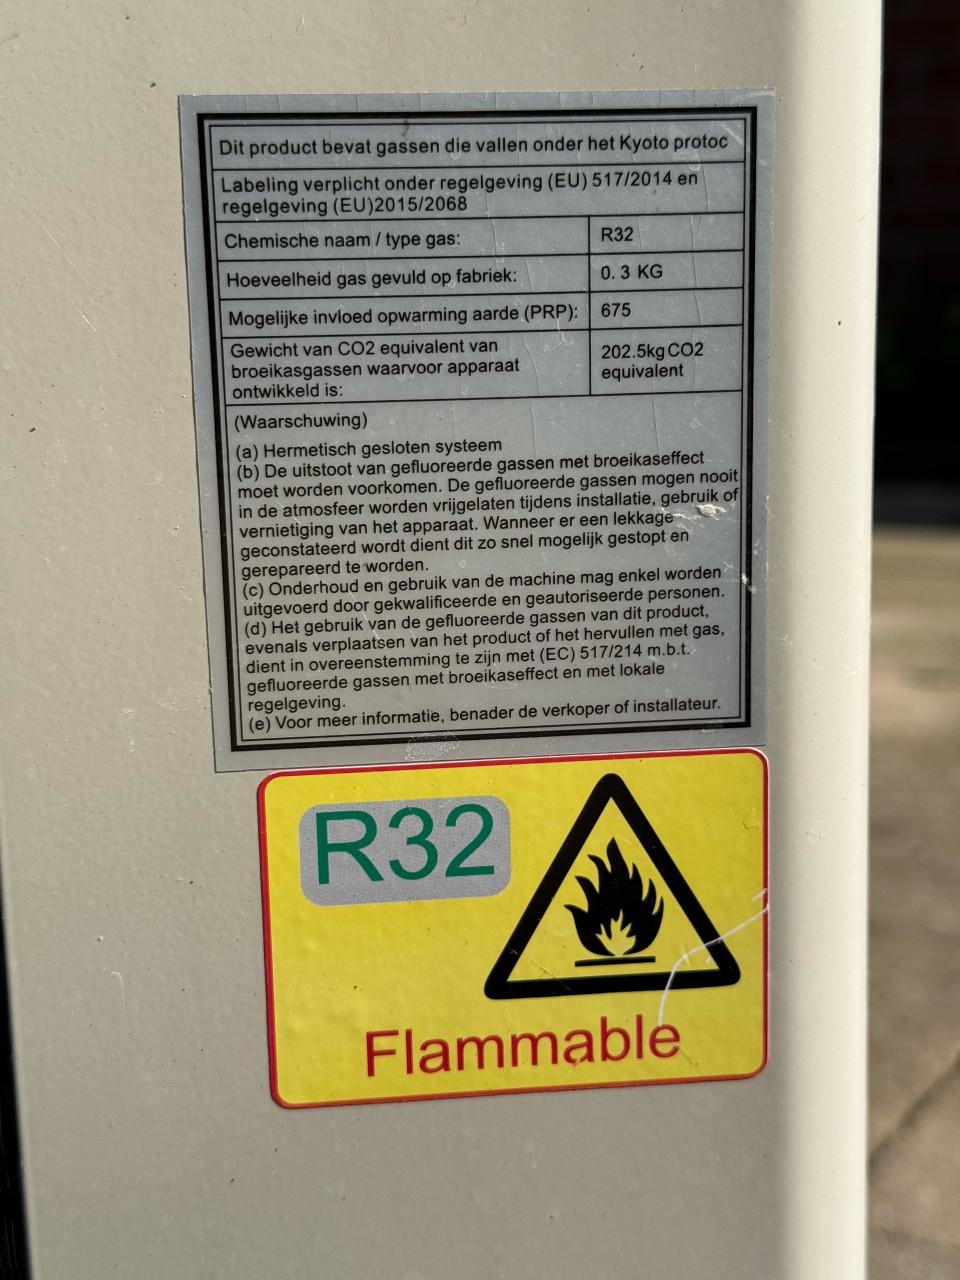 Dit product bevat gassen die vallen onder het Kyoto protoc
Labeling verplicht onder regelgeving (EU) 517/2014 en
regelgeving (EU)2015/2068
Chemische naam / type gas: R32
Hoeveelheid gas gevuld op fabriek: 0. 3 KG
Mogelijke invloed opwarming aarde (PRP): 675
Gewicht van CO2 equivalent van
broeikasgassen waarvoor apparaat
ontwikkeld is:
202.5kg CO2
equivalent
(Waarschuwing)
(a) Hermetisch gesloten systeem
(b) De uitstoot van gefluoreerde gassen met broeikaseffect
moet worden voorkomen. De gefluoreerde gassen mogen nooit
in de atmosfeer worden vrijgelaten tijdens installatie, gebruik of
vernietiging van het apparaat. Wanneer er een lekkage
geconstateerd wordt dient dit zo snel mogelijk gestopt en
gerepareerd te worden.
(c) Onderhoud en gebruik van de machine mag enkel worden
uitgevoerd door gekwalificeerde en geautoriseerde personen.
(d) Het gebruik van de gefluoreerde gassen van dit product,
evenals verplaatsen van het product of het hervullen met gas,
dient in overeenstemming te zijn met (EC) 517/214 m.b.t.
gefluoreerde gassen met broeikaseffect en met lokale
regelgeving.
(e) Voor meer informatie, benader de verkoper of installateur.
R32
Flammable